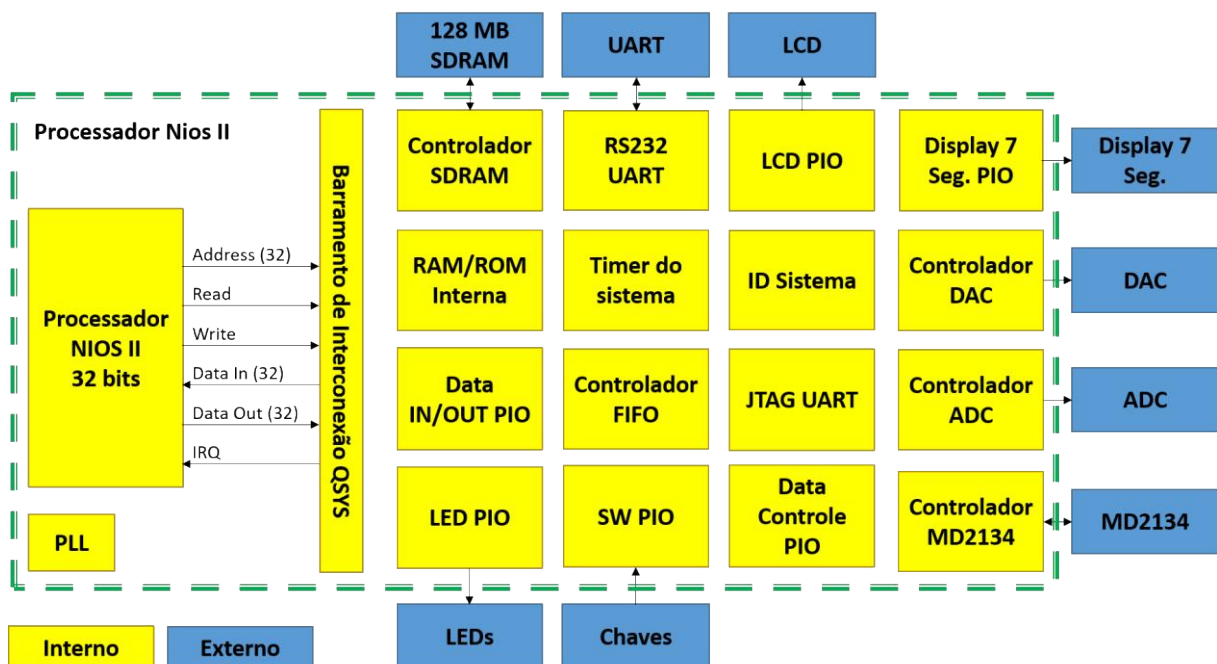 128 MB
SDRAM
UART
LCD
Processador Nios II
Barramento de Interconexão QSYS
Controlador
SDRAM
RS232
UART
LCD PIO
Display 7
Seg. PIO
Display 7
Seg.
Processador
NIOS II
32 bits
Address (32)
Read
Write
Data In (32)
Data Out (32)
IRQ
RAM/ROM
Interna
Timer do
sistema
ID Sistema
Controlador
DAC
DAC
Data
IN/OUT PIO
Controlador
FIFO
JTAG UART
Controlador
ADC
ADC
PLL
LED PIO
SW PIO
Data
Controle
PIO
Controlador
MD2134
MD2134
LEDs
Chaves
Interno
Externo